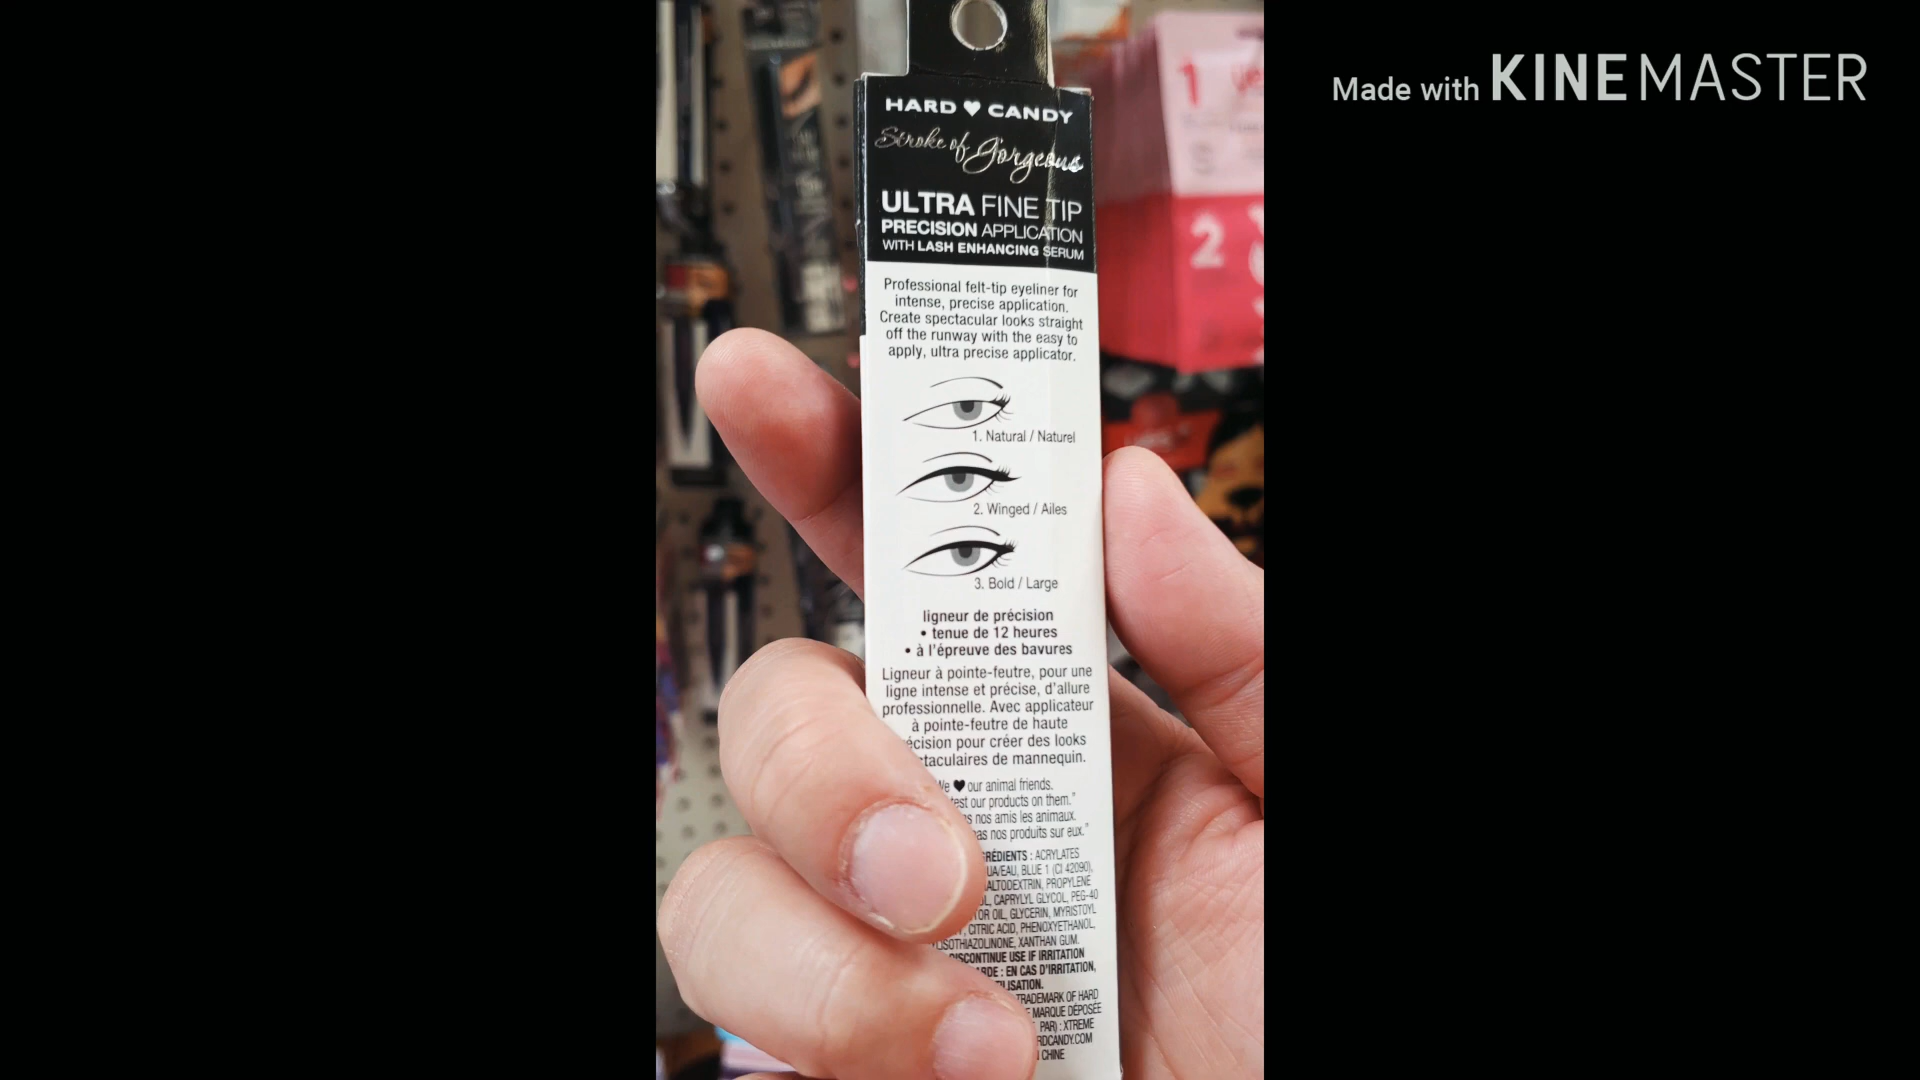 Made with KINEMASTER
HARD ♥ CANDY
Stroke of Gorgeous
ULTRA FINE TIP
PRECISION APPLICATION
WITH LASH ENHANCING SERUM
Professional felt-tip eyeliner for
intense, precise application.
Create spectacular looks straight
off the runway with the easy to
apply, ultra precise applicator.
1. Natural / Naturel
2. Winged / Ailes
3. Bold / Large
ligneur de précision
• tenue de 12 heures
• à l'épreuve des bavures
Ligneur à pointe-feutre, pour une
ligne intense et précise, d'allure
professionnelle. Avec applicateur
à pointe-feutre de haute
écision pour créer des looks
taculaires de mannequin.
We ♥ our animal friends.
test our products on them."
s nos amis les animaux.
as nos produits sur eux."
GRÉDIENTS : ACRYLATES
UA/EAU, BLUE 1 (CI 42090),
ALTODEXTRIN, PROPYLENE
OL, CAPRYLYL GLYCOL, PEG-40
TOR OIL, GLYCERIN, MYRISTOYL
CITRIC ACID, PHENOXYETHANOL,
LISOTHIAZOLINONE, XANTHAN GUM.
DISCONTINUE USE IF IRRITATION
ARDE : EN CAS D'IRRITATION,
TILISATION.
TRADEMARK OF HARD
E MARQUE DÉPOSÉE
PAR) : XTREME
RDCANDY.COM
CHINE
1
2